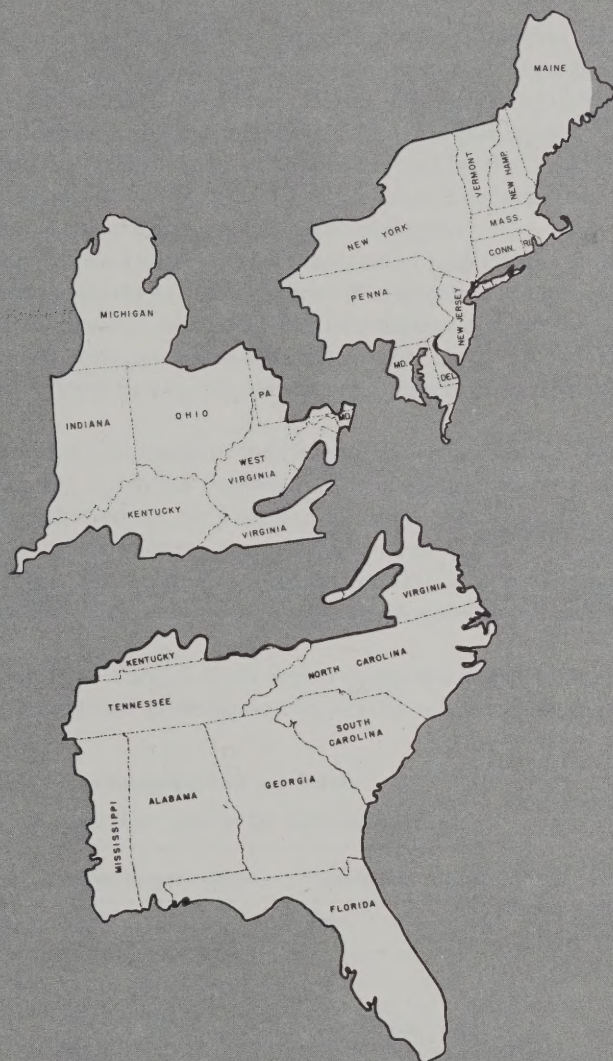 MAINE
VERMONT
NEW HAMP.
MASS.
NEW YORK
CONN.
R.I.
PENNA.
NEW JERSEY
MD.
DEL.
MICHIGAN
INDIANA
OHIO
PA.
MD.
WEST
VIRGINIA
KENTUCKY
VIRGINIA
VIRGINIA
KENTUCKY
NORTH CAROLINA
TENNESSEE
SOUTH
CAROLINA
GEORGIA
ALABAMA
MISSISSIPPI
FLORIDA